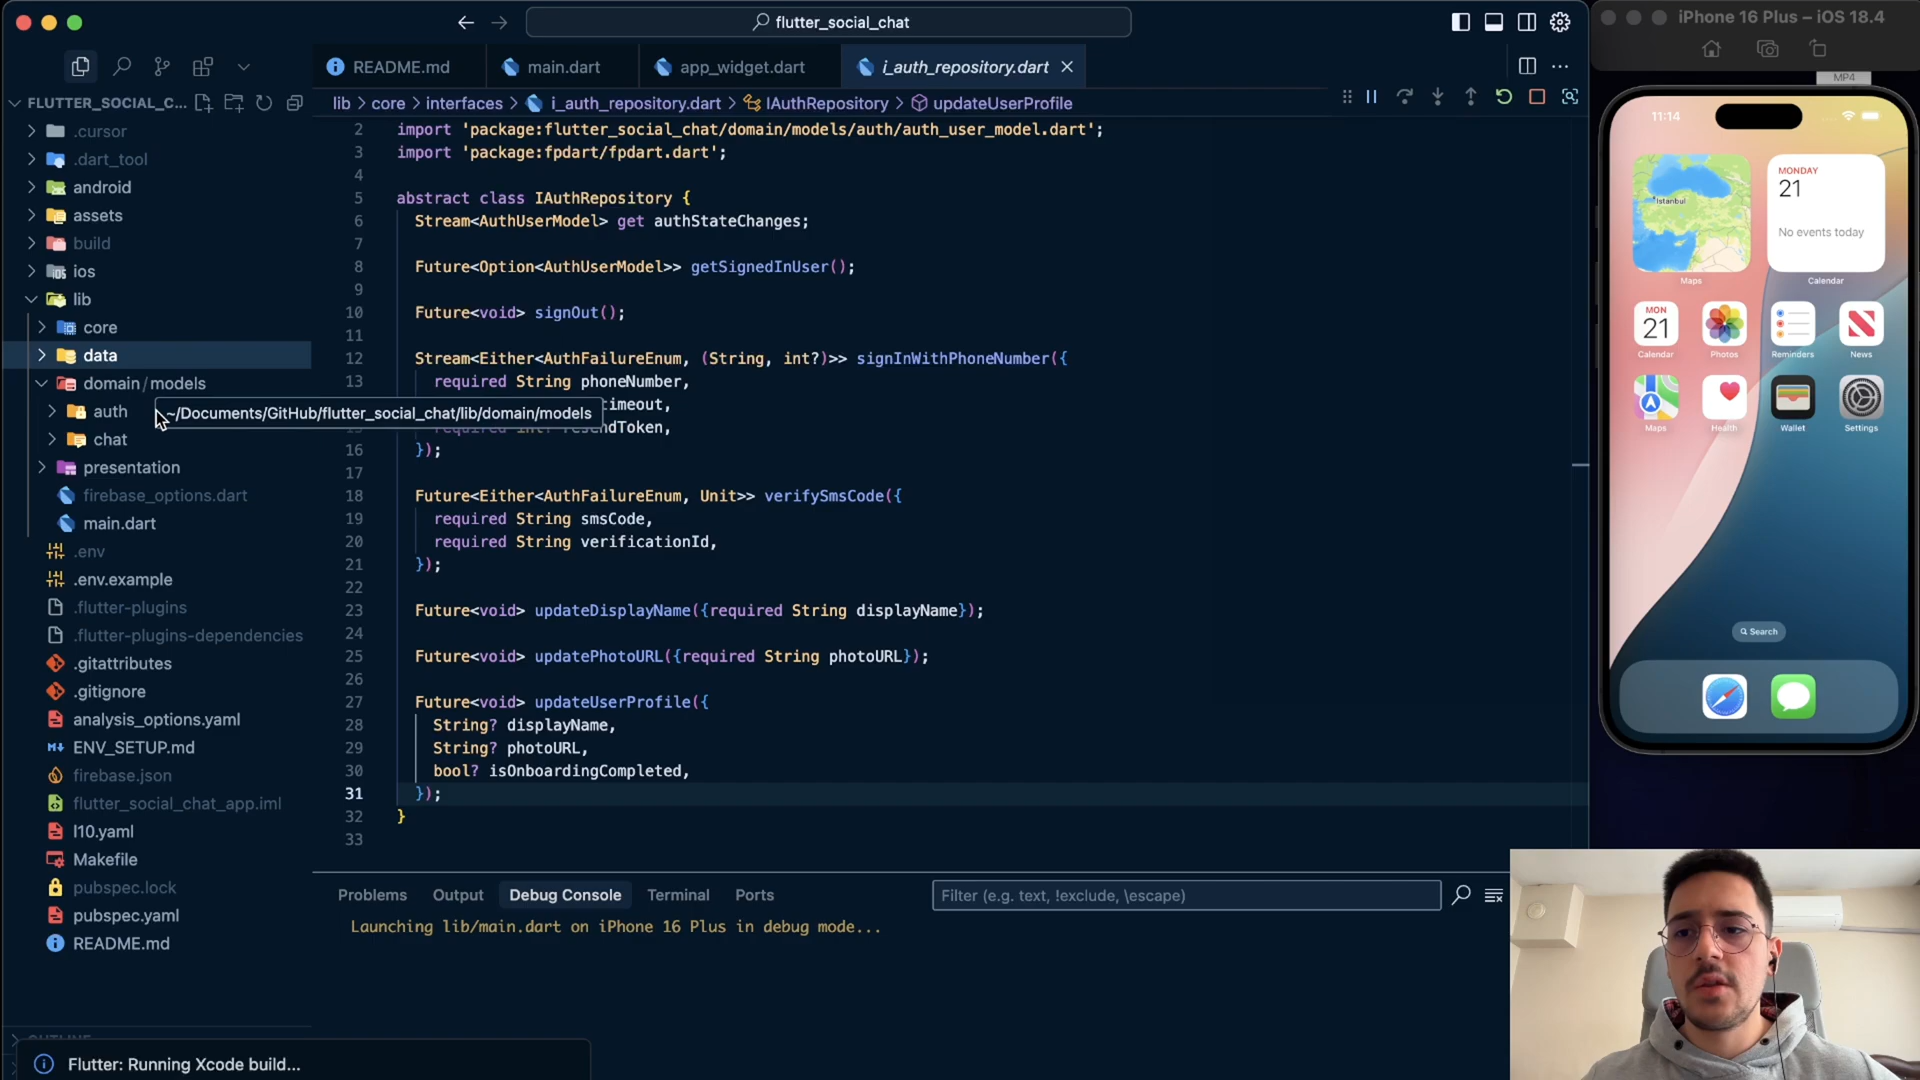 flutter_social_chat
iPhone 16 Plus – iOS 18.4
MP4
README.md
main.dart
app_widget.dart
i_auth_repository.dart
FLUTTER_SOCIAL_C...
lib > core > interfaces > i_auth_repository.dart > IAuthRepository > updateUserProfile
.cursor
.dart_tool
android
assets
build
ios
lib
core
data
domain / models
auth
~/Documents/GitHub/flutter_social_chat/lib/domain/models
chat
presentation
firebase_options.dart
main.dart
.env
.env.example
.flutter-plugins
.flutter-plugins-dependencies
.gitattributes
.gitignore
analysis_options.yaml
ENV_SETUP.md
firebase.json
flutter_social_chat_app.iml
l10.yaml
Makefile
pubspec.lock
pubspec.yaml
README.md
2 import 'package:flutter_social_chat/domain/models/auth/auth_user_model.dart';
3 import 'package:fpdart/fpdart.dart';
4
5 abstract class IAuthRepository {
6 Stream<AuthUserModel> get authStateChanges;
7
8 Future<Option<AuthUserModel>> getSignedInUser();
9
10 Future<void> signOut();
11
12 Stream<Either<AuthFailureEnum, (String, int?)>> signInWithPhoneNumber({
13 required String phoneNumber,
imeout,
ndToken,
16 });
17
18 Future<Either<AuthFailureEnum, Unit>> verifySmsCode({
19 required String smsCode,
20 required String verificationId,
21 });
22
23 Future<void> updateDisplayName({required String displayName});
24
25 Future<void> updatePhotoURL({required String photoURL});
26
27 Future<void> updateUserProfile({
28 String? displayName,
29 String? photoURL,
30 bool? isOnboardingCompleted,
31 });
32 }
33
Problems
Output
Debug Console
Terminal
Ports
Filter (e.g. text, !exclude, \escape)
Launching lib/main.dart on iPhone 16 Plus in debug mode...
Flutter: Running Xcode build...
11:14
Istanbul
Maps
MONDAY
21
No events today
Calendar
MON
21
Calendar
Photos
Reminders
News
Maps
Health
Wallet
Settings
Search